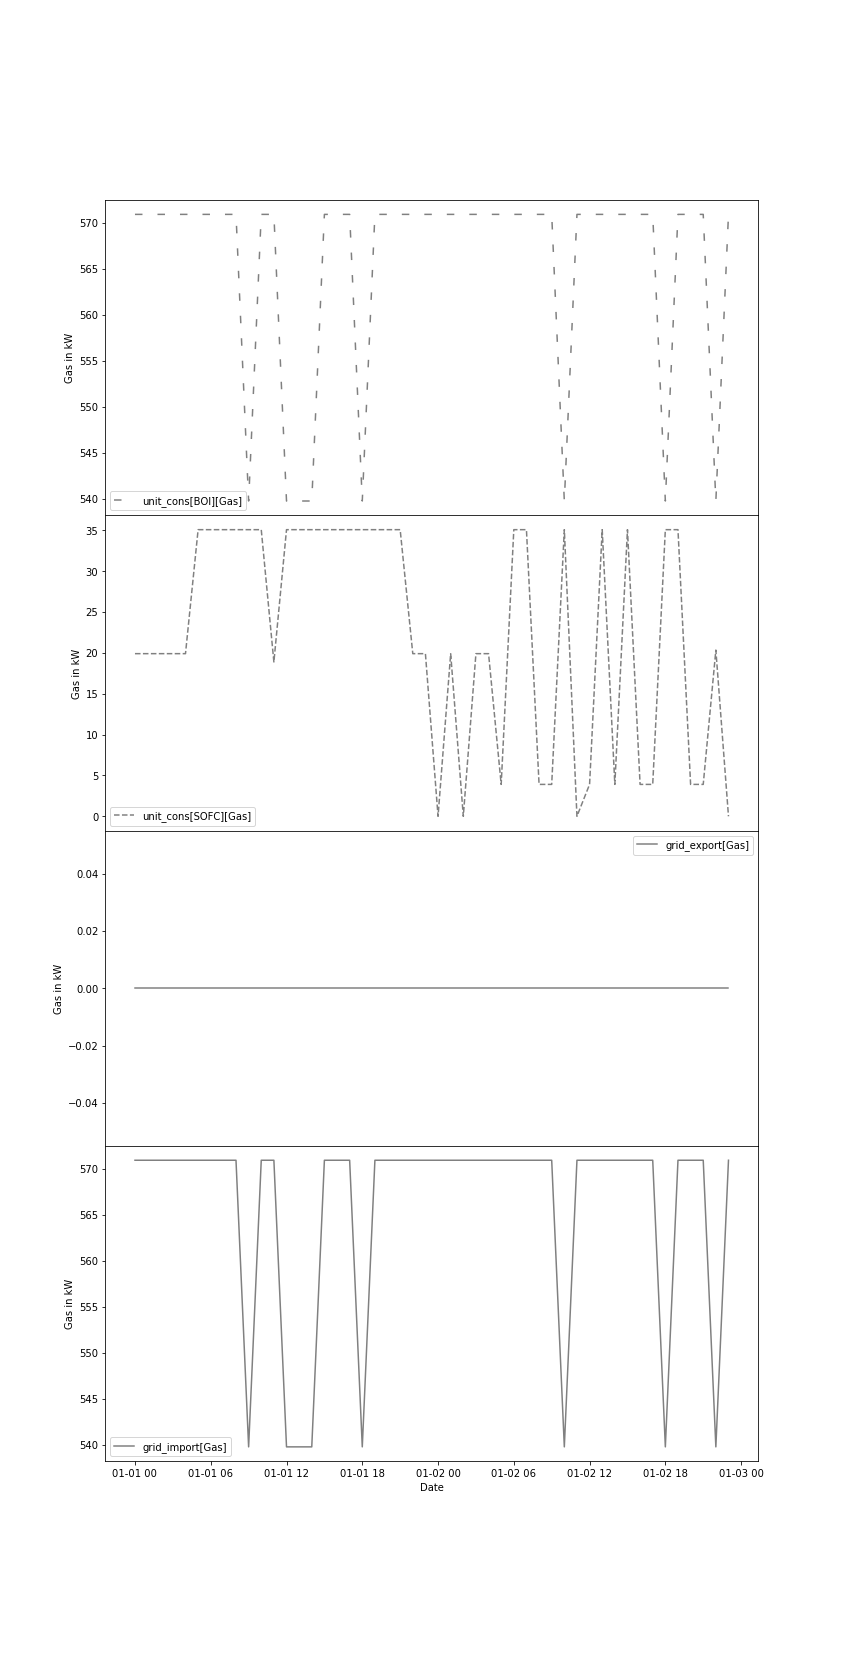 570
565
560
555
550
545
540
Gas in kW
unit_cons[BOI][Gas]
35
30
25
20
15
10
5
0
Gas in kW
unit_cons[SOFC][Gas]
grid_export[Gas]
0.04
0.02
0.00
−0.02
−0.04
Gas in kW
570
565
560
555
550
545
540
Gas in kW
grid_import[Gas]
01-01 00 01-01 06 01-01 12 01-01 18 01-02 00 01-02 06 01-02 12 01-02 18 01-03 00
Date